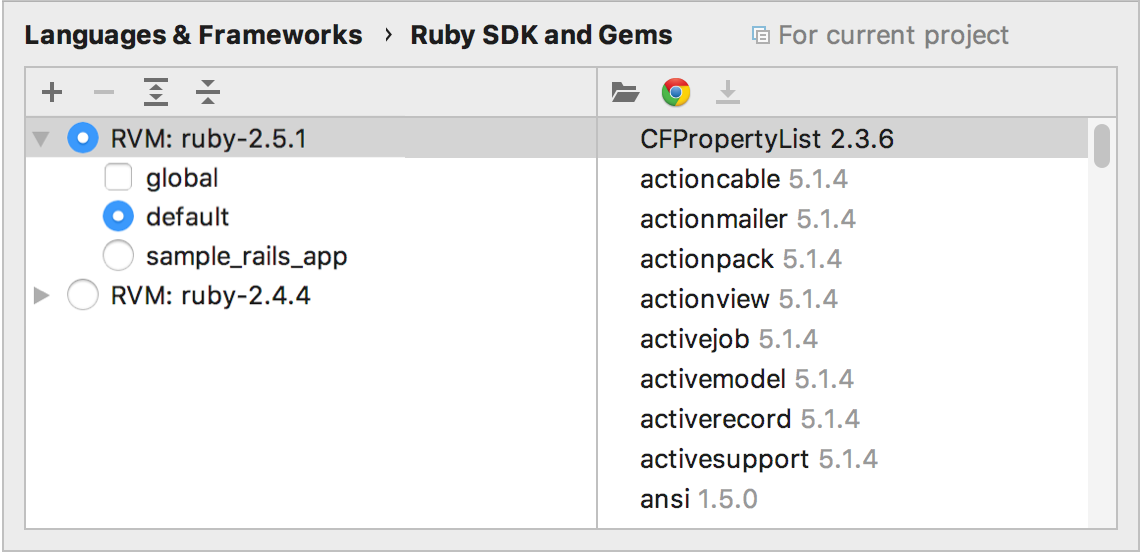 Languages & Frameworks › Ruby SDK and Gems For current project
RVM: ruby-2.5.1
global
default
sample_rails_app
RVM: ruby-2.4.4
CFPropertyList 2.3.6
actioncable 5.1.4
actionmailer 5.1.4
actionpack 5.1.4
actionview 5.1.4
activejob 5.1.4
activemodel 5.1.4
activerecord 5.1.4
activesupport 5.1.4
ansi 1.5.0